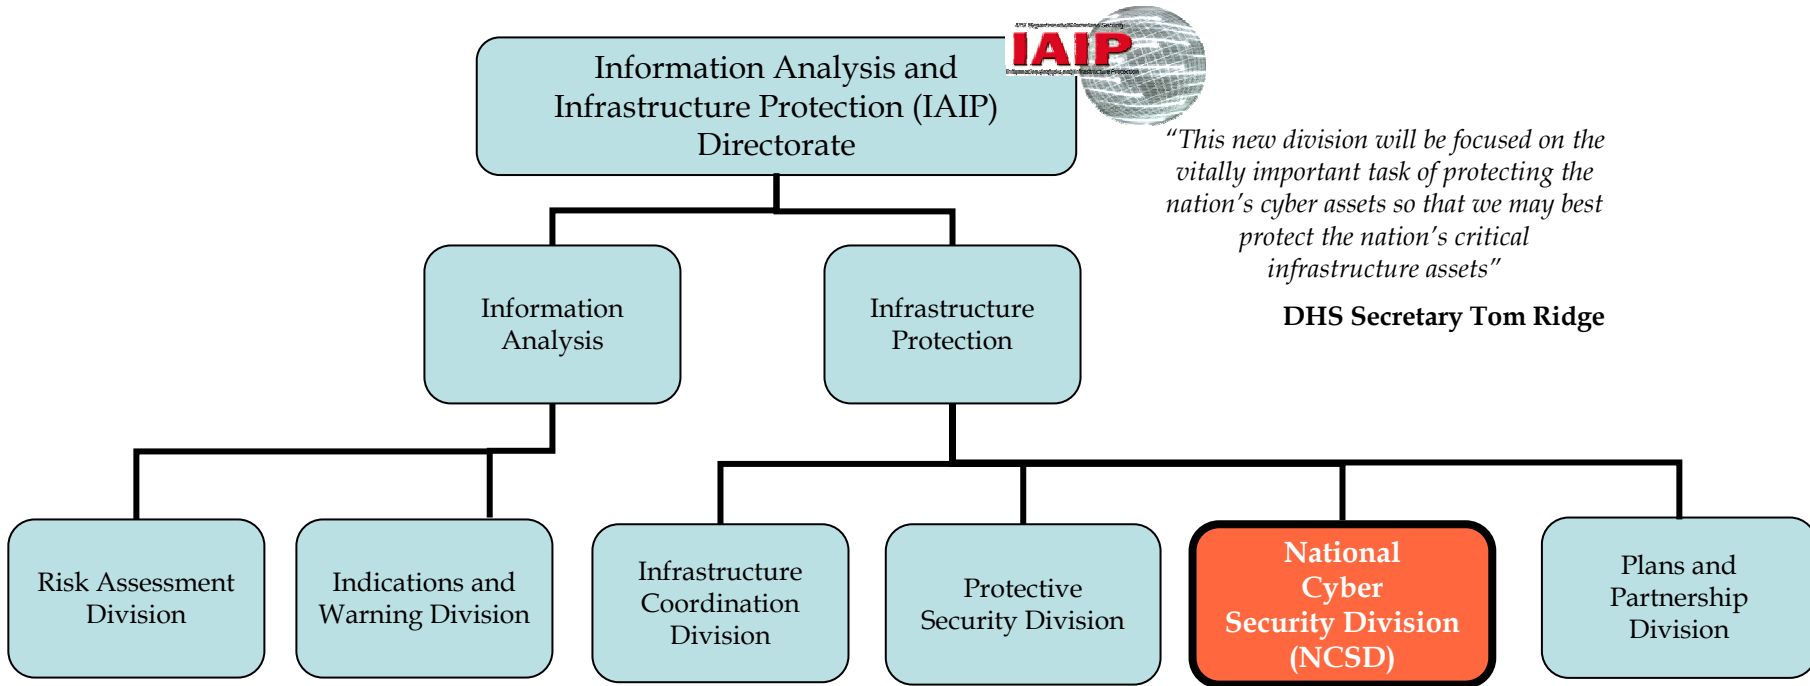 IAIP
Information Analysis and
Infrastructure Protection (IAIP)
Directorate
“This new division will be focused on the
vitally important task of protecting the
nation’s cyber assets so that we may best
protect the nation’s critical
infrastructure assets”
DHS Secretary Tom Ridge
Information
Analysis
Infrastructure
Protection
Risk Assessment
Division
Indications and
Warning Division
Infrastructure
Coordination
Division
Protective
Security Division
National
Cyber
Security Division
(NCSD)
Plans and
Partnership
Division